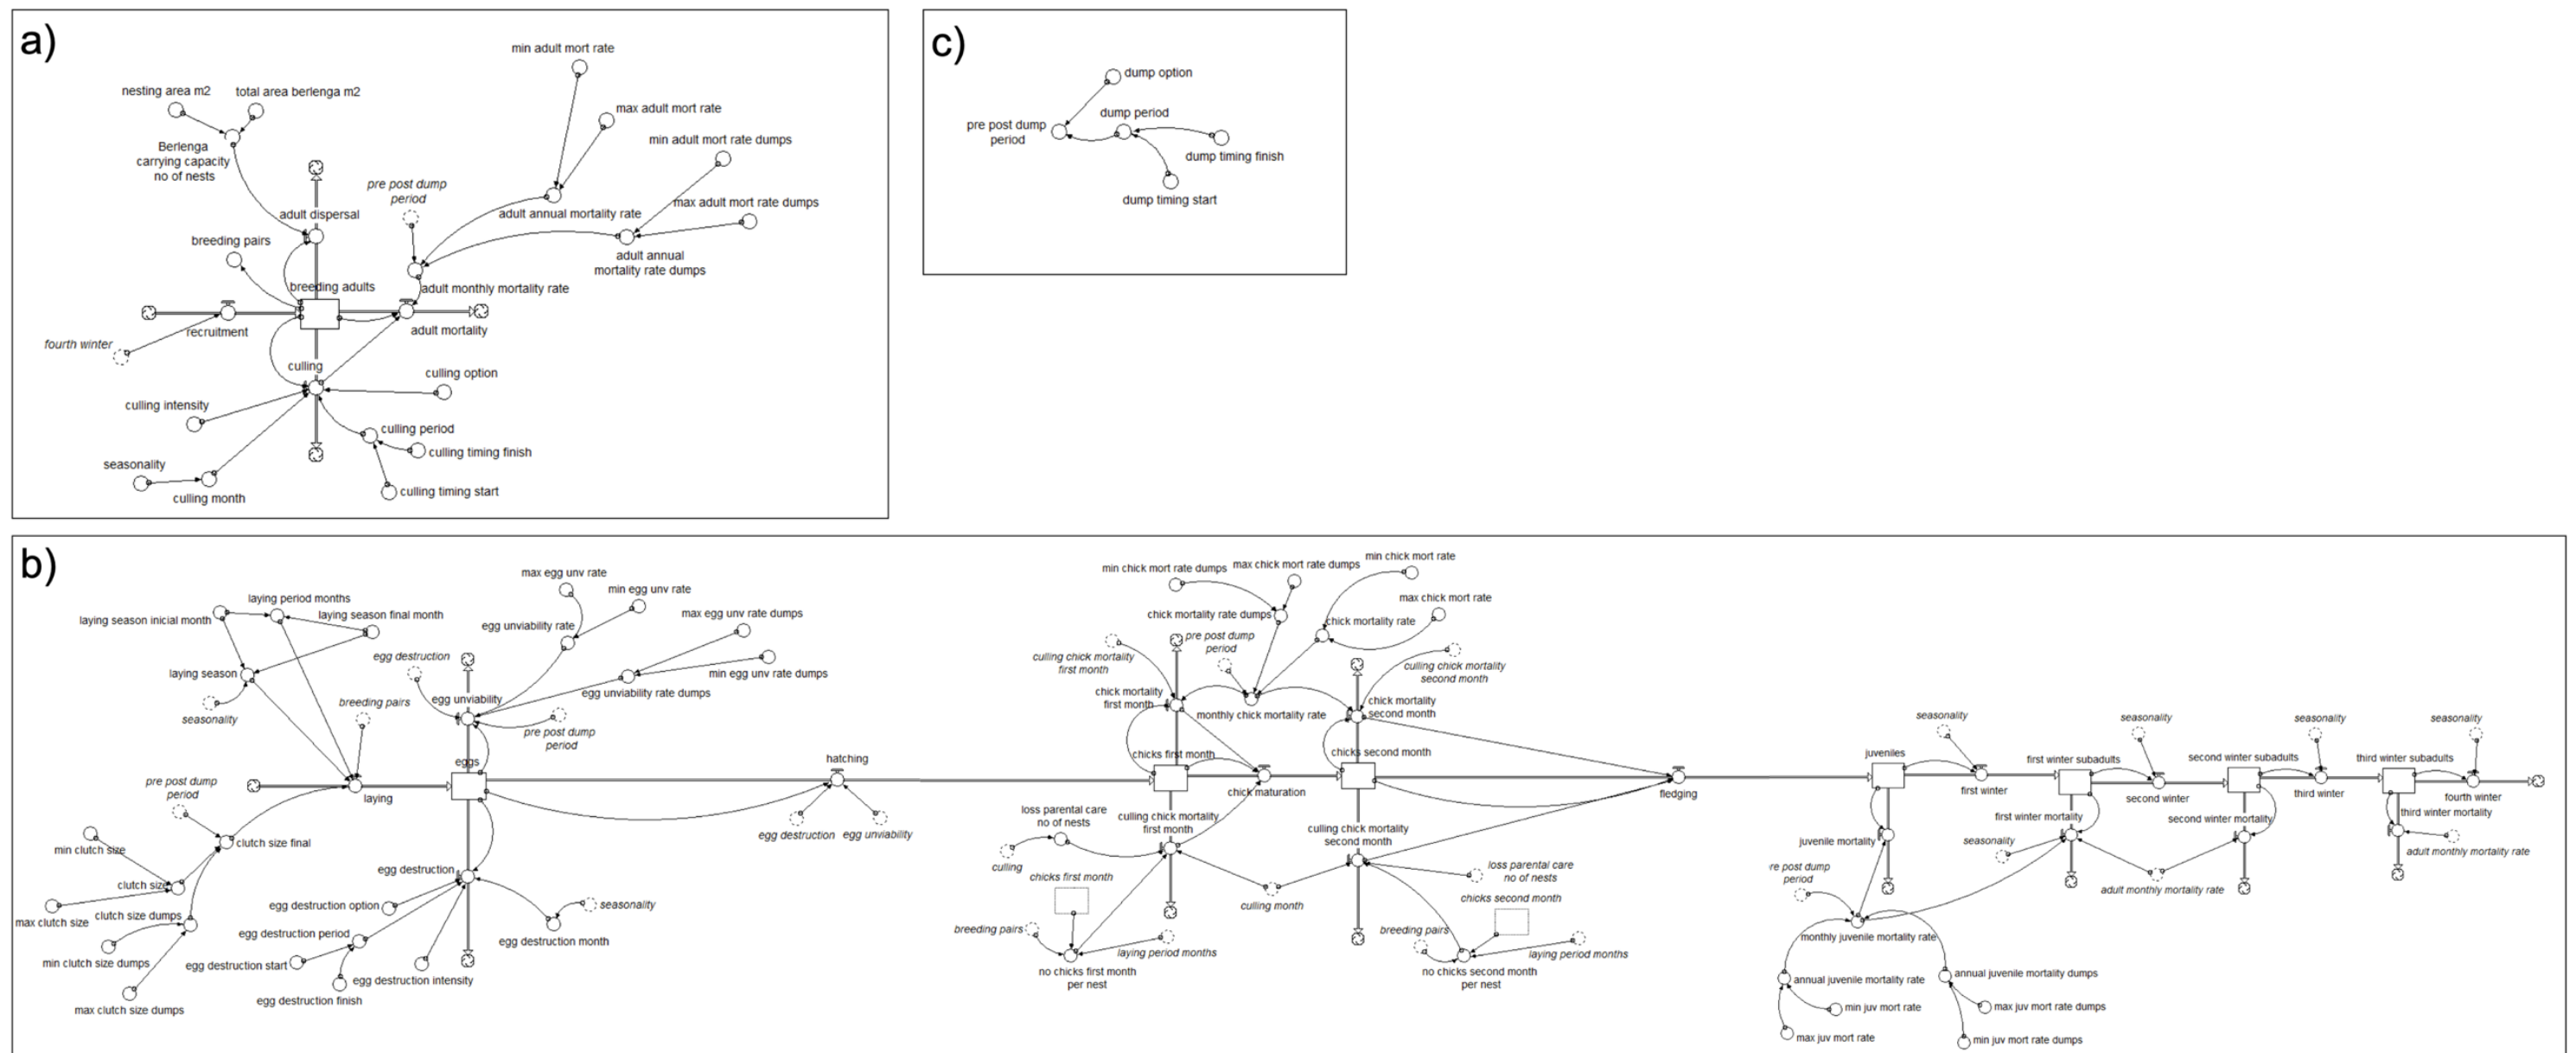 a)
min adult mort rate
nesting area m2
total area berlenga m2
max adult mort rate
min adult mort rate dumps
Berlenga
carrying capacity
no of nests
pre post dump
period
adult dispersal
adult annual mortality rate
max adult mort rate dumps
breeding pairs
adult annual
mortality rate dumps
breeding adults
adult monthly mortality rate
recruitment
adult mortality
fourth winter
culling
culling option
culling intensity
culling period
culling timing finish
seasonality
culling month
culling timing start
c)
dump option
dump period
pre post dump
period
dump timing finish
dump timing start
b)
max egg unv rate
min egg unv rate
laying period months
laying season inicial month
laying season final month
max egg unv rate dumps
egg unviability rate
egg destruction
laying season
min egg unv rate dumps
egg unviability rate dumps
seasonality
breeding pairs
egg unviability
pre post dump
period
eggs
hatching
pre post dump
period
laying
egg destruction
egg unviability
min clutch size
clutch size final
clutch size
max clutch size
clutch size dumps
min clutch size dumps
max clutch size dumps
egg destruction
egg destruction option
seasonality
egg destruction period
egg destruction month
egg destruction start
egg destruction intensity
egg destruction finish
min chick mort rate dumps
max chick mort rate dumps
min chick mort rate
max chick mort rate
chick mortality rate dumps
chick mortality rate
pre post dump
period
culling chick mortality
first month
culling chick mortality
second month
chick mortality
first month
monthly chick mortality rate
chick mortality
second month
chicks first month
chicks second month
chick maturation
fledging
loss parental care
no of nests
culling chick mortality
first month
culling chick mortality
second month
culling
chicks first month
loss parental care
no of nests
culling month
chicks second month
breeding pairs
laying period months
breeding pairs
laying period months
no chicks first month
per nest
no chicks second month
per nest
seasonality
seasonality
seasonality
seasonality
juveniles
first winter subadults
second winter subadults
third winter subadults
first winter
second winter
third winter
fourth winter
first winter mortality
second winter mortality
third winter mortality
juvenile mortality
seasonality
adult monthly mortality rate
pre post dump
period
adult monthly mortality rate
monthly juvenile mortality rate
annual juvenile mortality rate
annual juvenile mortality dumps
min juv mort rate
max juv mort rate dumps
max juv mort rate
min juv mort rate dumps